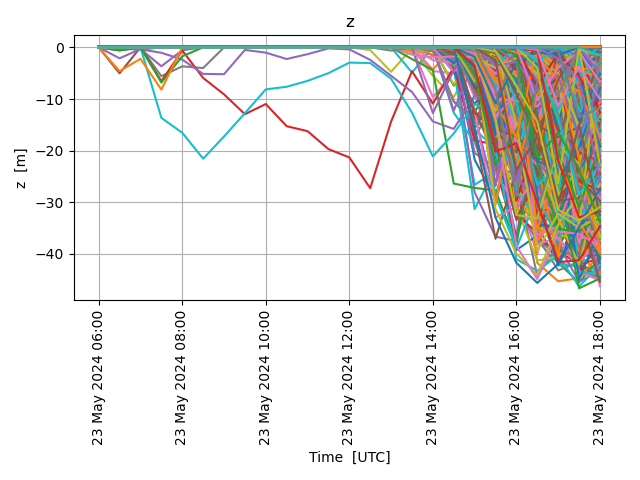 z
0
−10
−20
−30
−40
z [m]
23 May 2024 06:00
23 May 2024 08:00
23 May 2024 10:00
23 May 2024 12:00
23 May 2024 14:00
23 May 2024 16:00
23 May 2024 18:00
Time [UTC]